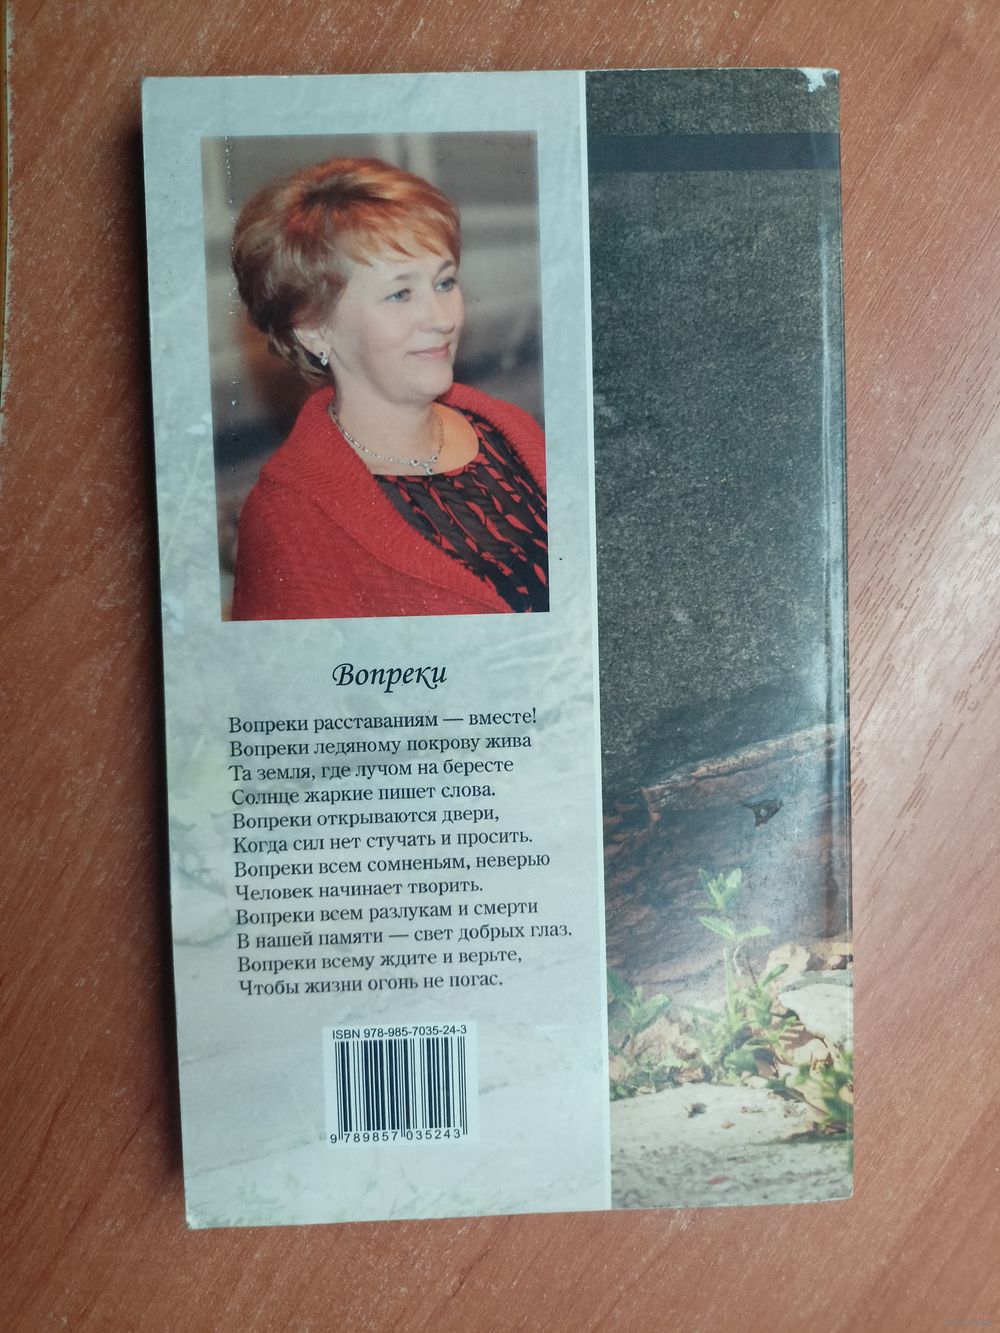 Вопреки
Вопреки расставаниям — вместе!
Вопреки ледяному покрову жива
Та земля, где лучом на бересте
Солнце жаркие пишет слова.
Вопреки открываются двери,
Когда сил нет стучать и просить.
Вопреки всем сомненьям, неверью
Человек начинает творить.
Вопреки всем разлукам и смерти
В нашей памяти — свет добрых глаз.
Вопреки всему ждите и верьте,
Чтобы жизни огонь не погас.
ISBN 978-985-7035-24-3
9 789857 035243